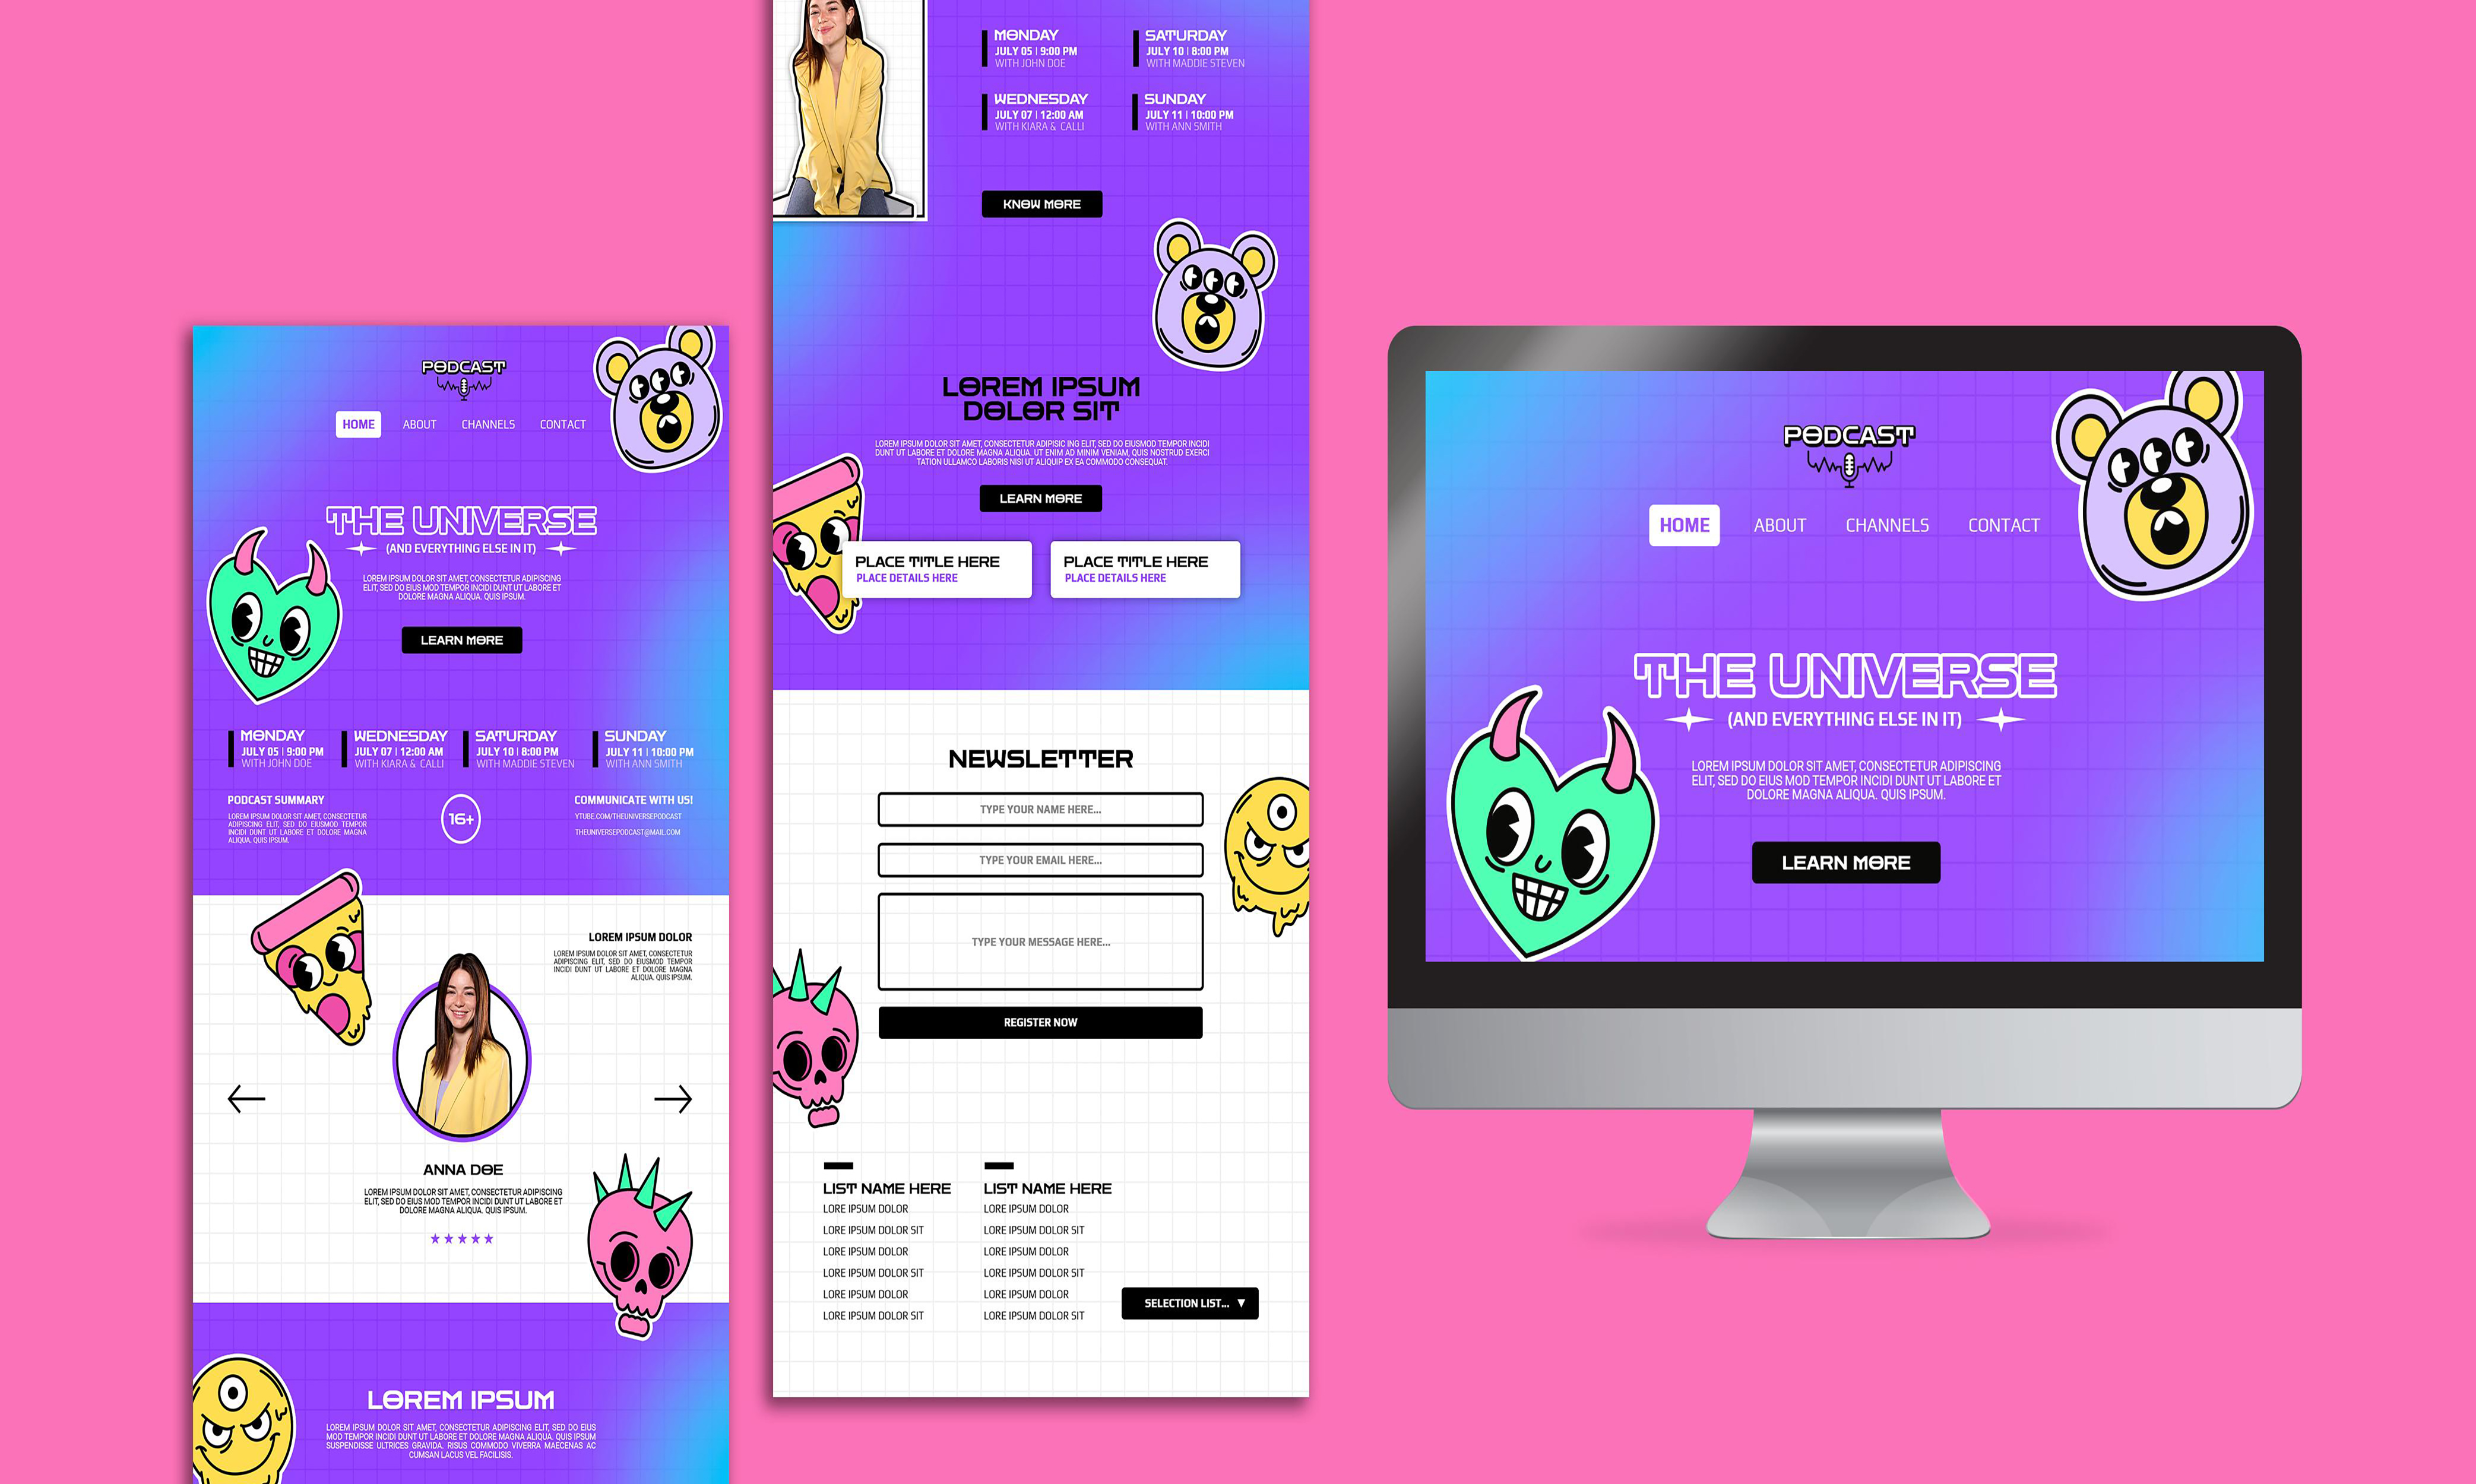 PODCAST
HOME ABOUT CHANNELS CONTACT
THE UNIVERSE
(AND EVERYTHING ELSE IN IT)
LOREM IPSUM DOLOR SIT AMET, CONSECTETUR ADIPISCING
ELIT, SED DO EIUS MOD TEMPOR INCIDI DUNT UT LABORE ET
DOLORE MAGNA ALIQUA. QUIS IPSUM.
LEARN MORE
MONDAY
JULY 05 | 9:00 PM
WITH JOHN DOE
WEDNESDAY
JULY 07 | 12:00 AM
WITH KIARA & CALLI
SATURDAY
JULY 10 | 8:00 PM
WITH MADDIE STEVEN
SUNDAY
JULY 11 | 10:00 PM
WITH ANN SMITH
PODCAST SUMMARY
LOREM IPSUM DOLOR SIT AMET, CONSECTETUR
ADIPISCING ELIT, SED DO EIUSMOD TEMPOR
INCIDI DUNT UT LABORE ET DOLORE MAGNA
ALIQUA. QUIS IPSUM.
16+
COMMUNICATE WITH US!
YTUBE.COM/THEUNIVERSEPODCAST
THEUNIVERSEPODCAST@MAIL.COM
LOREM IPSUM DOLOR
LOREM IPSUM DOLOR SIT AMET, CONSECTETUR
ADIPISCING ELIT, SED DO EIUSMOD TEMPOR
INCIDI DUNT UT LABORE ET DOLORE MAGNA
ALIQUA. QUIS IPSUM.
ANNA DOE
LOREM IPSUM DOLOR SIT AMET, CONSECTETUR ADIPISCING
ELIT, SED DO EIUS MOD TEMPOR INCIDI DUNT UT LABORE ET
DOLORE MAGNA ALIQUA. QUIS IPSUM.
LOREM IPSUM
LOREM IPSUM DOLOR SIT AMET, CONSECTETUR ADIPISCING ELIT, SED DO EIUS
MOD TEMPOR INCIDI DUNT UT LABORE ET DOLORE MAGNA ALIQUA. QUIS IPSUM
SUSPENDISSE ULTRICES GRAVIDA. RISUS COMMODO VIVERRA MAECENAS AC
CUMSAN LACUS VEL FACILISIS.
MONDAY
JULY 05 | 9:00 PM
WITH JOHN DOE
SATURDAY
JULY 10 | 8:00 PM
WITH MADDIE STEVEN
WEDNESDAY
JULY 07 | 12:00 AM
WITH KIARA & CALLI
SUNDAY
JULY 11 | 10:00 PM
WITH ANN SMITH
KNOW MORE
LOREM IPSUM
DOLOR SIT
LOREM IPSUM DOLOR SIT AMET, CONSECTETUR ADIPISIC ING ELIT, SED DO EIUSMOD TEMPOR INCIDI
DUNT UT LABORE ET DOLORE MAGNA ALIQUA. UT ENIM AD MINIM VENIAM, QUIS NOSTRUD EXERCI
TATION ULLAMCO LABORIS NISI UT ALIQUIP EX EA COMMODO CONSEQUAT.
LEARN MORE
PLACE TITLE HERE
PLACE DETAILS HERE
PLACE TITLE HERE
PLACE DETAILS HERE
NEWSLETTER
TYPE YOUR NAME HERE...
TYPE YOUR EMAIL HERE...
TYPE YOUR MESSAGE HERE...
REGISTER NOW
LIST NAME HERE
LORE IPSUM DOLOR
LORE IPSUM DOLOR SIT
LORE IPSUM DOLOR
LORE IPSUM DOLOR SIT
LORE IPSUM DOLOR
LORE IPSUM DOLOR SIT
LIST NAME HERE
LORE IPSUM DOLOR
LORE IPSUM DOLOR SIT
LORE IPSUM DOLOR
LORE IPSUM DOLOR SIT
LORE IPSUM DOLOR
LORE IPSUM DOLOR SIT
SELECTION LIST... ▼
PODCAST
HOME ABOUT CHANNELS CONTACT
THE UNIVERSE
(AND EVERYTHING ELSE IN IT)
LOREM IPSUM DOLOR SIT AMET, CONSECTETUR ADIPISCING
ELIT, SED DO EIUS MOD TEMPOR INCIDI DUNT UT LABORE ET
DOLORE MAGNA ALIQUA. QUIS IPSUM.
LEARN MORE